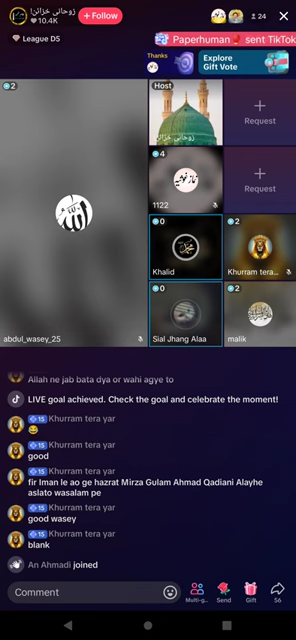 روحانی خزائن!
10.4K
+ Follow
24
League D5
Paperhuman sent TikTok
Thanks
Explore
Gift Vote
2
Host
روحانی خزائن
+
Request
4
1122
+
Request
الله
abdul_wasey_25
0
محمد
Khalid
2
Khurram tera...
0
Sial Jhang Alaa
2
malik
Allah ne jab bata dya or wahi agye to
LIVE goal achieved. Check the goal and celebrate the moment!
15 Khurram tera yar
😂
15 Khurram tera yar
good
15 Khurram tera yar
fir Iman le ao ge hazrat Mirza Gulam Ahmad Qadiani Alayhe
aslato wasalam pe
15 Khurram tera yar
good wasey
15 Khurram tera yar
blank
An Ahmadi joined
Comment
Multi-g...
Send
Gift
56